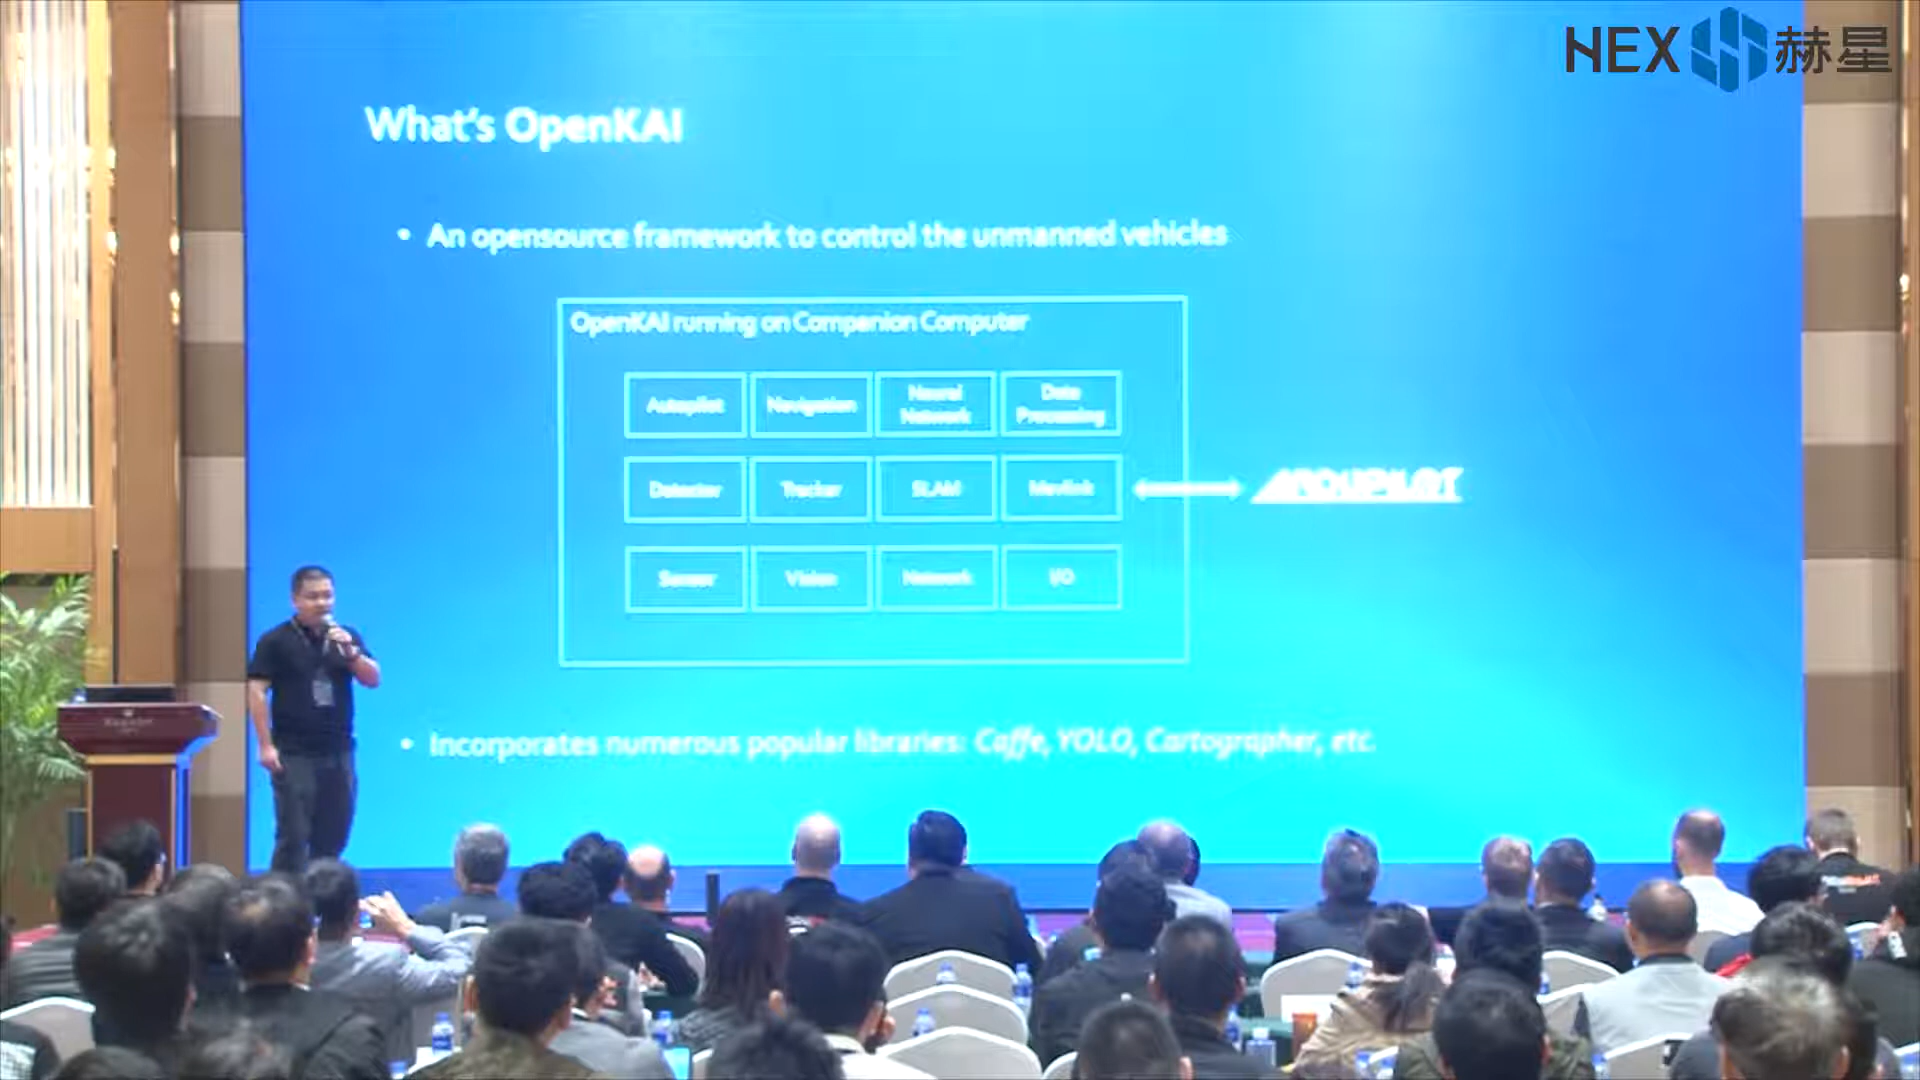 HEX 赫星
What's OpenKAI
• An opensource framework to control the unmanned vehicles
OpenKAI running on Companion Computer
Autopilot
Navigation
Neural
Network
Data
Processing
Detector
Tracker
SLAM
Mavlink
Sensor
Vision
Network
I/O
ARDUPILOT
• Incorporates numerous popular libraries: Caffe, YOLO, Cartographer, etc.